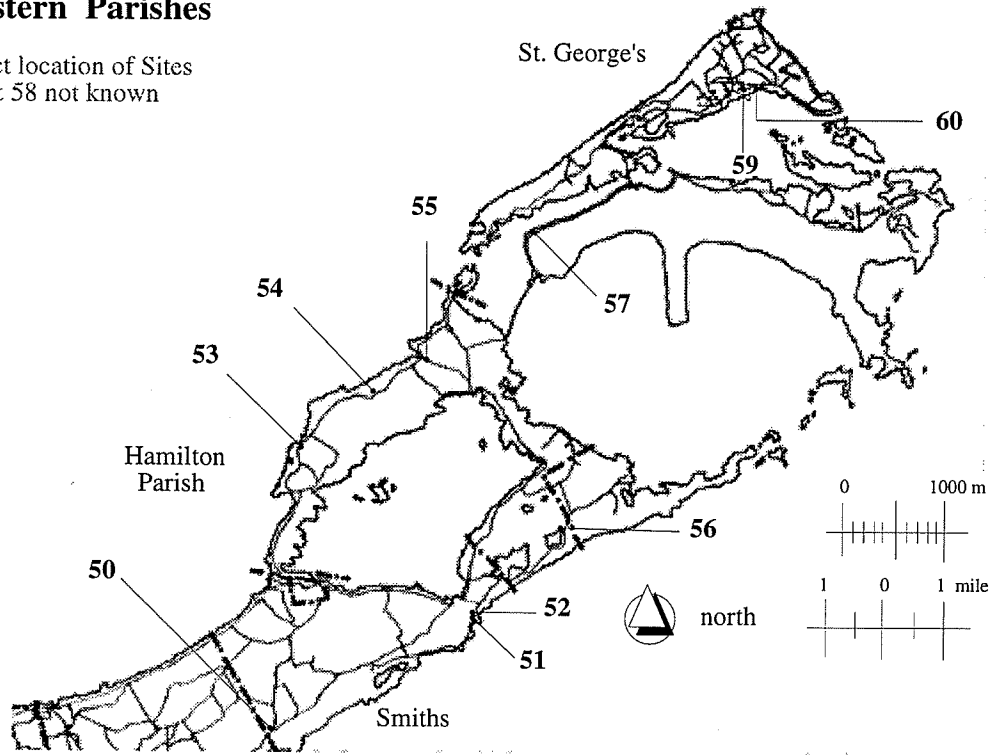 stern Parishes
ct location of Sites
t 58 not known
St. George's
60
59
55
54
57
53
Hamilton
Parish
0 1000 m
56
50
1 0 1 mile
52
north
51
Smiths